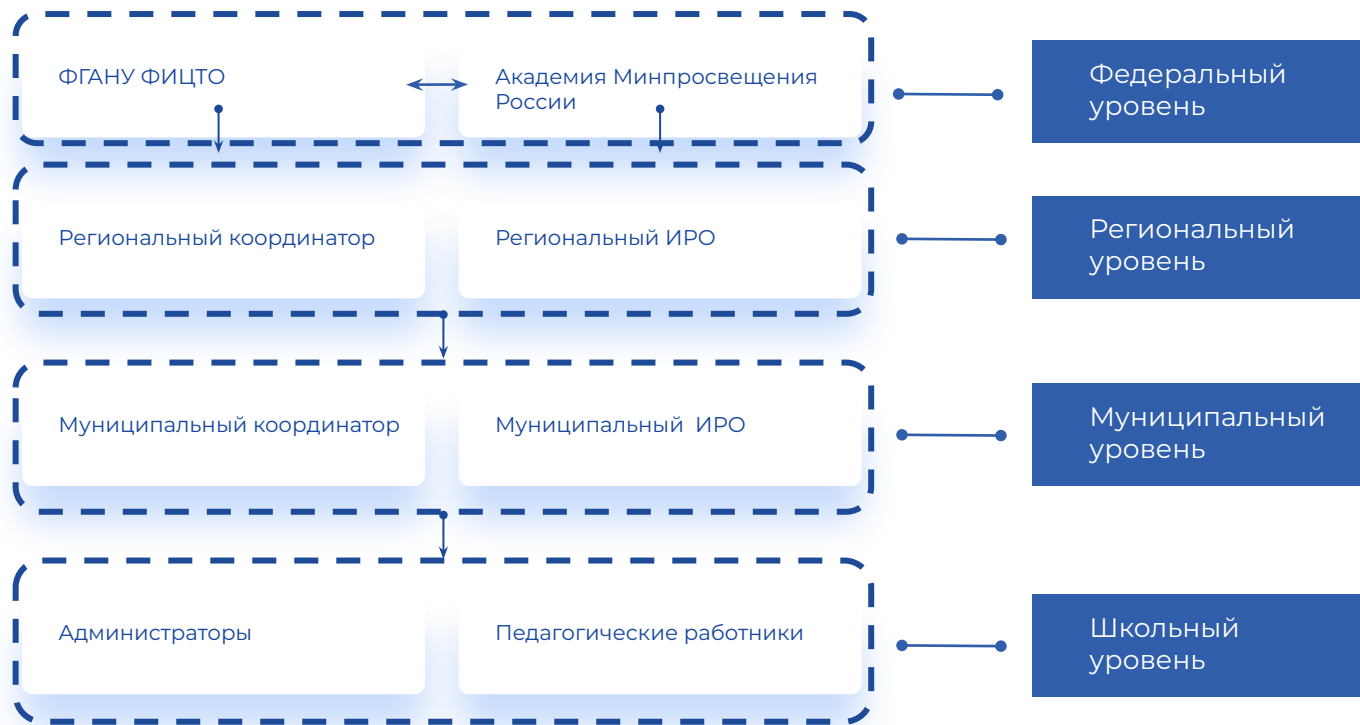 ФГАНУ ФИЦТО
Академия Минпросвещения
России
Федеральный
уровень
Региональный координатор
Региональный ИРО
Региональный
уровень
Муниципальный координатор
Муниципальный  ИРО
Муниципальный
уровень
Администраторы
Педагогические работники
Школьный
уровень